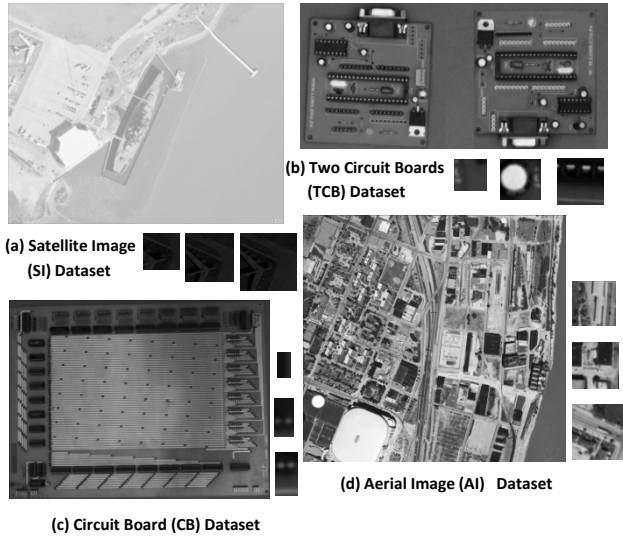 (b) Two Circuit Boards
(TCB) Dataset
(a) Satellite Image
(SI) Dataset
(d) Aerial Image (AI) Dataset
(c) Circuit Board (CB) Dataset